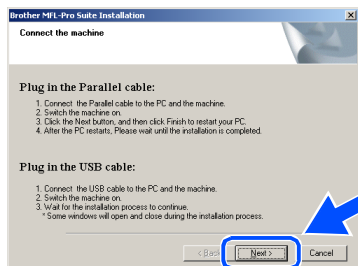 Brother MFL-Pro Suite Installation
Connect the machine
Plug in the Parallel cable:
1. Connect the Parallel cable to the PC and the machine.
2. Switch the machine on.
3. Click the Next button, and then click Finish to restart your PC.
4. After the PC restarts, Please wait until the installation is completed.
Plug in the USB cable:
1. Connect the USB cable to the PC and the machine.
2. Switch the machine on.
3. Wait for the installation process to continue.
* Some windows will open and close during the installation process.
< Back Next > Cancel